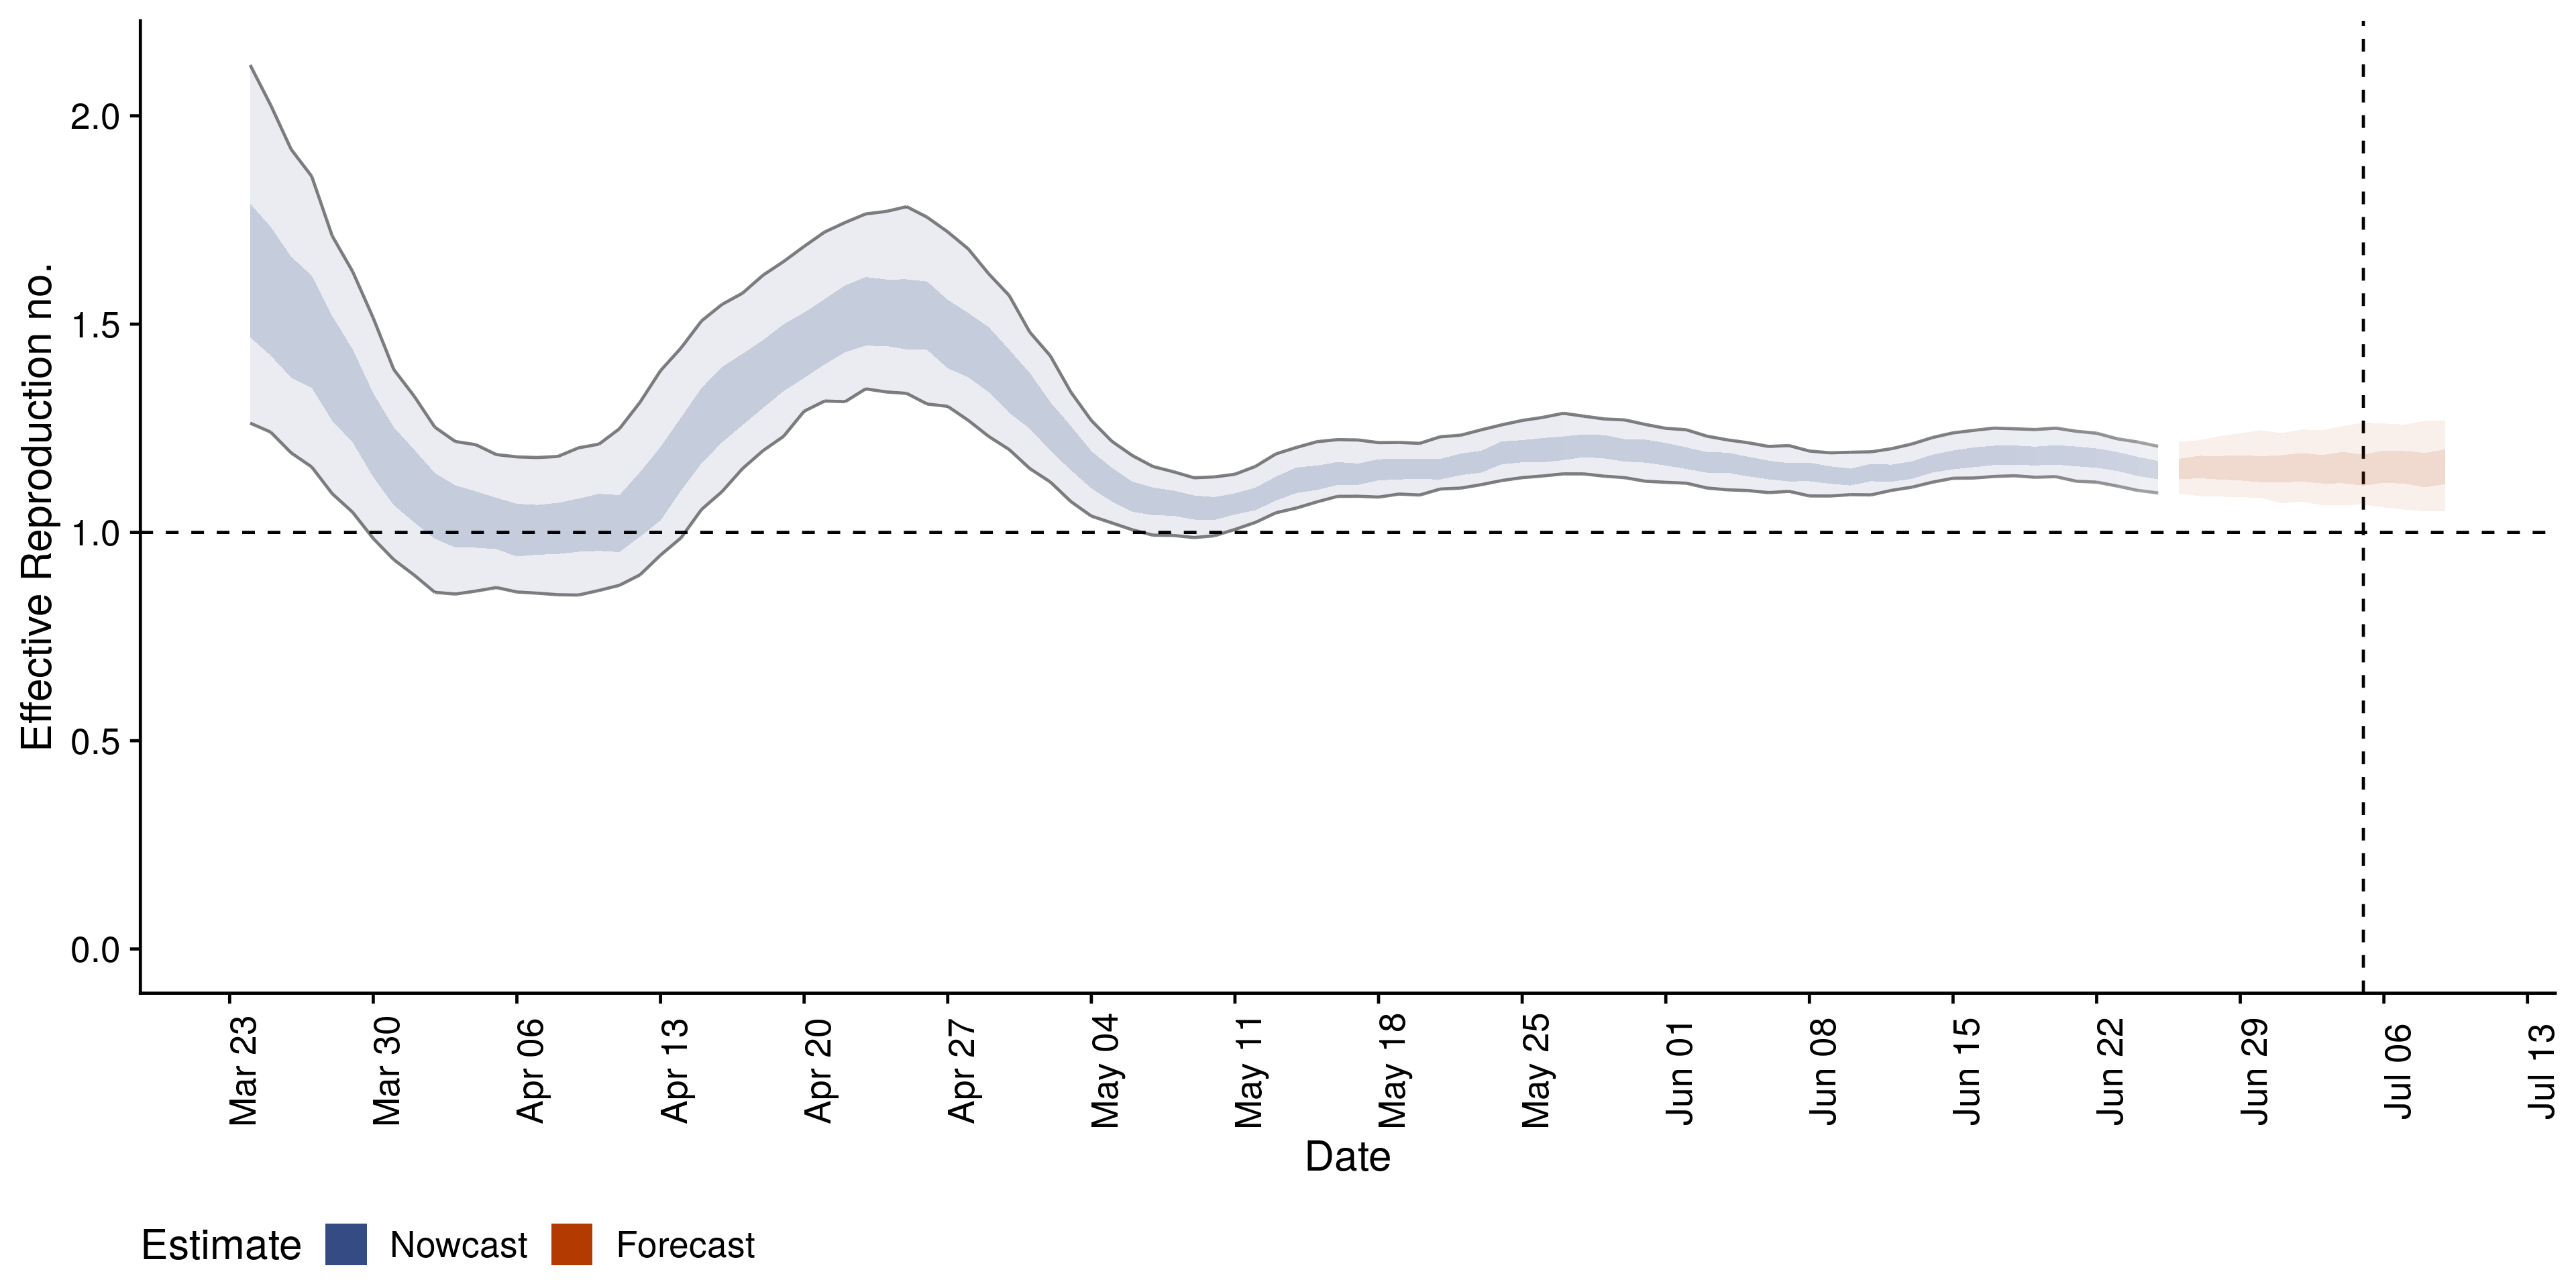 Effective Reproduction no.
2.0
1.5
1.0
0.5
0.0
Mar 23
Mar 30
Apr 06
Apr 13
Apr 20
Apr 27
May 04
May 11
May 18
May 25
Jun 01
Jun 08
Jun 15
Jun 22
Jun 29
Jul 06
Jul 13
Date
Estimate Nowcast Forecast